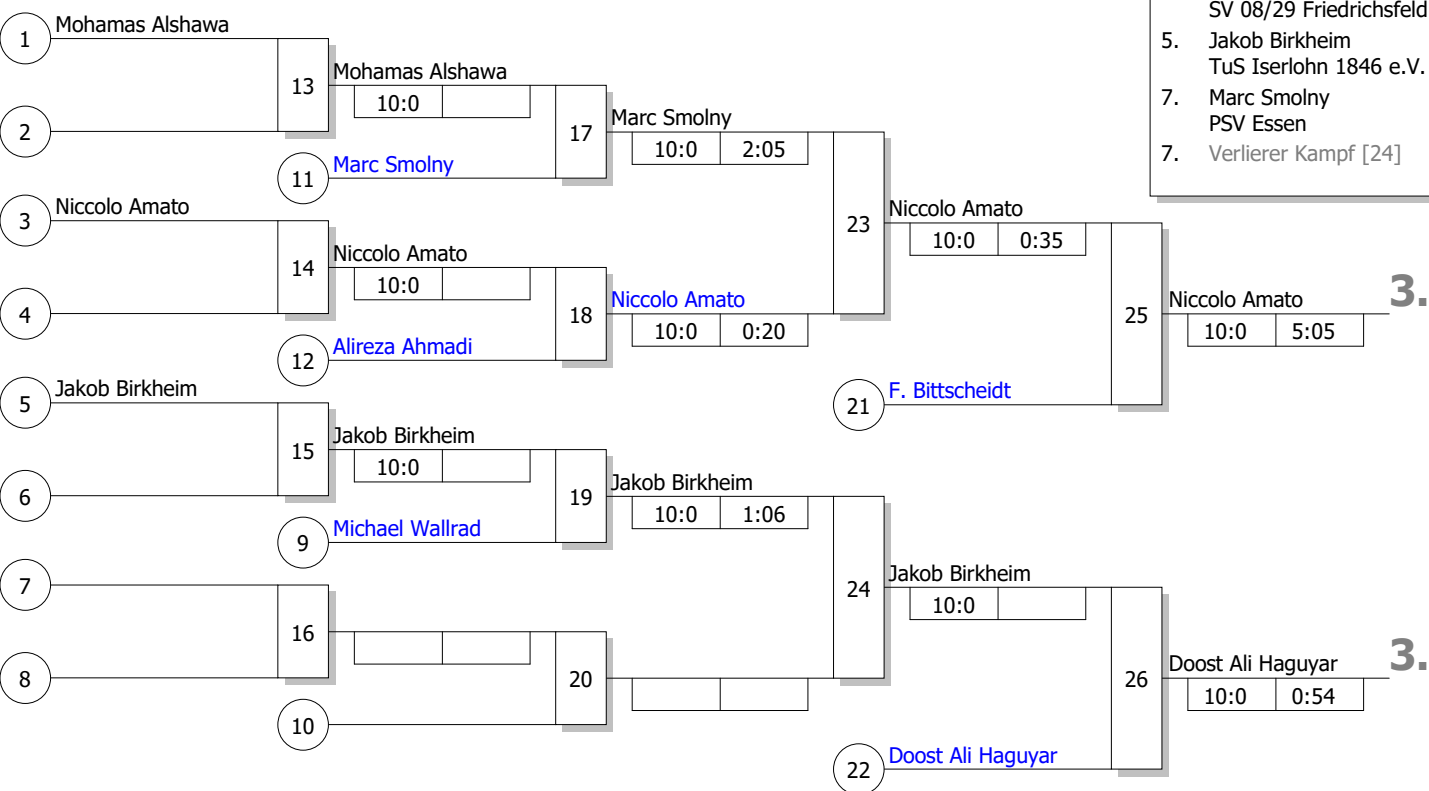 SV 08/29 Friedrichsfeld
5. Jakob Birkheim
TuS Iserlohn 1846 e.V.
7. Marc Smolny
PSV Essen
7. Verlierer Kampf [24]
1 Mohamas Alshawa
13
Mohamas Alshawa
10:0
2
17
Marc Smolny
10:0 2:05
11 Marc Smolny
3 Niccolo Amato
23
Niccolo Amato
10:0 0:35
14
Niccolo Amato
10:0
4
18
Niccolo Amato
10:0 0:20
12 Alireza Ahmadi
25
Niccolo Amato
10:0 5:05
3.
5 Jakob Birkheim
21 F. Bittscheidt
15
Jakob Birkheim
10:0
6
19
Jakob Birkheim
10:0 1:06
9 Michael Wallrad
7
24
Jakob Birkheim
10:0
16
8
20
10
26
Doost Ali Haguyar
10:0 0:54
3.
22 Doost Ali Haguyar